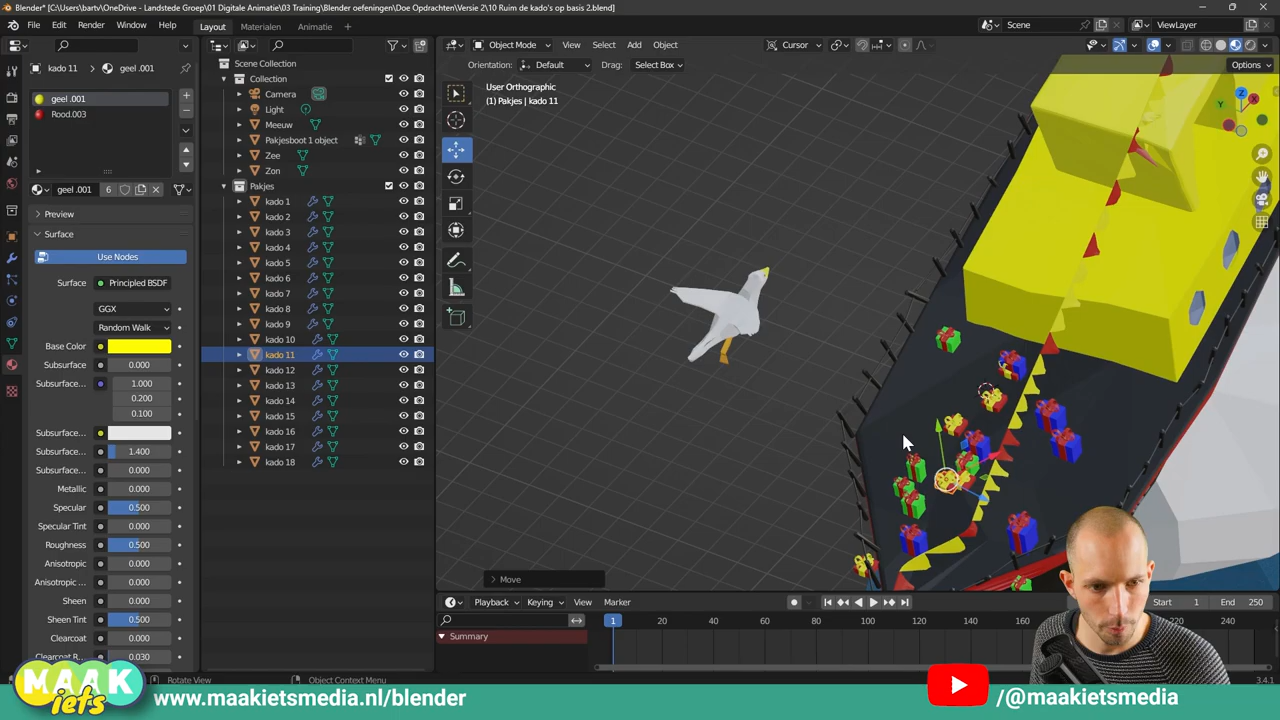 Blender* [C:\Users\bartv\OneDrive - Landstede Groep\01 Digitale Animatie\03 Training\Blender oefeningen\Doe Opdrachten\Versie 2\10 Ruim de kado's op basis 2.blend]
File Edit Render Window Help Layout Materialen Animatie Scene ViewLayer
Object Mode View Select Add Object Cursor
Orientation: Default Drag: Select Box Options
kado 11 geel .001
geel .001
Rood.003
geel .001 6
Preview
Surface
Use Nodes
Surface Principled BSDF
GGX
Random Walk
Base Color
Subsurface 0.000
Subsurface... 1.000
0.200
0.100
Subsurface...
Subsurface... 1.400
Subsurface... 0.000
Metallic 0.000
Specular 0.500
Specular Tint 0.000
Roughness 0.500
Anisotropic 0.000
Anisotropic ... 0.000
Sheen 0.000
Sheen Tint 0.500
Clearcoat 0.000
Clearcoat R... 0.030
Scene Collection
Collection
Camera
Light
Meeuw
Pakjesboot 1 object
Zee
Zon
Pakjes
kado 1
kado 2
kado 3
kado 4
kado 5
kado 6
kado 7
kado 8
kado 9
kado 10
kado 11
kado 12
kado 13
kado 14
kado 15
kado 16
kado 17
kado 18
User Orthographic
(1) Pakjes | kado 11
Z
Y
X
Move
Playback Keying View Marker Start 1 End 250
1 20 40 60 80 100 120 140 240
Summary
Rotate View Object Context Menu 3.4.1
MAAK
iets
www.maakietsmedia.nl/blender
/@maakietsmedia